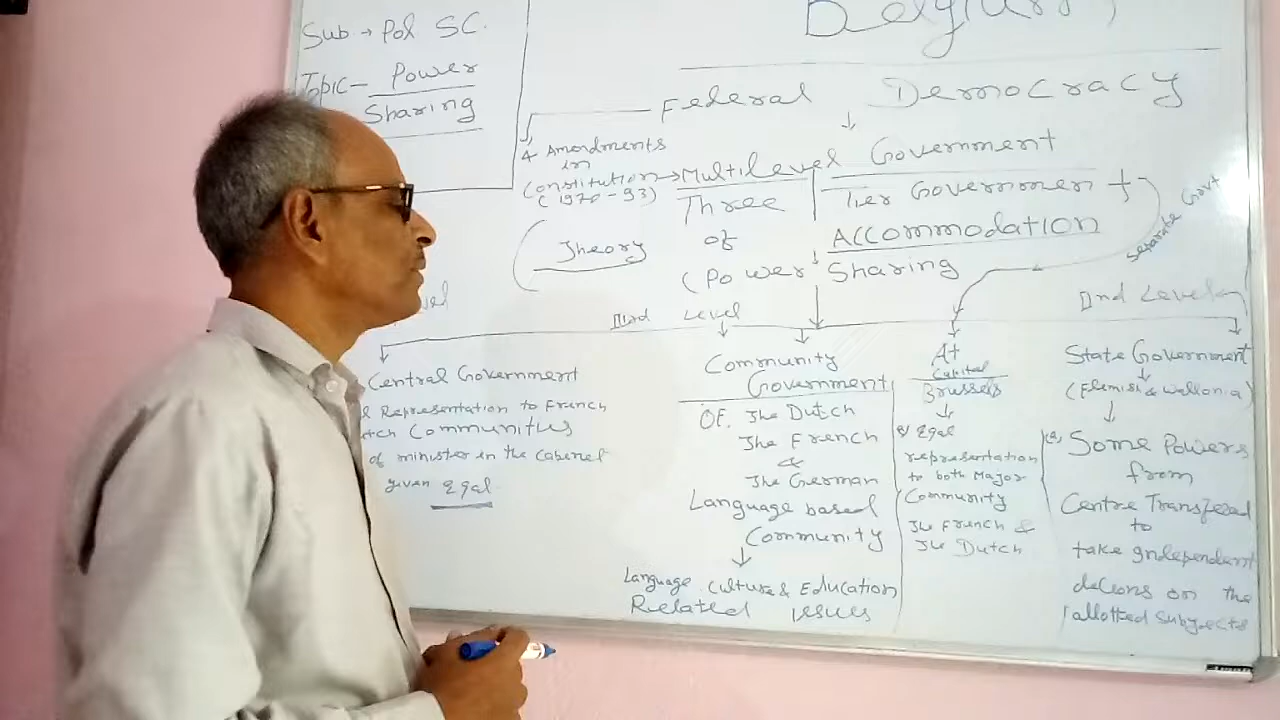 Sub → Pol SC.
Topic- Power
Sharing
Belgium
Federal Democracy
4 Amendments
in
Constitution → Multilevel Government
(1970-93)
Three Tier Government
Theory of Accommodation
(Power Sharing
Separate Govt
IIIrd Level
IInd Level
Central Government
Representation to French
Communities
of minister in the Cabenet
given Eqal
Community
Government
OF. The Dutch
The French
&
The German
Language based
Community
Language Culture & Education
Related issues
At
Capital
Brussels
Eqal
representation
to both Major
Community
The French &
The Dutch
State Government
(Flemish & Wallonia)
(a) Some Powers
from
Centre Transfered
to
take independant
decions on the
allotted Subjects